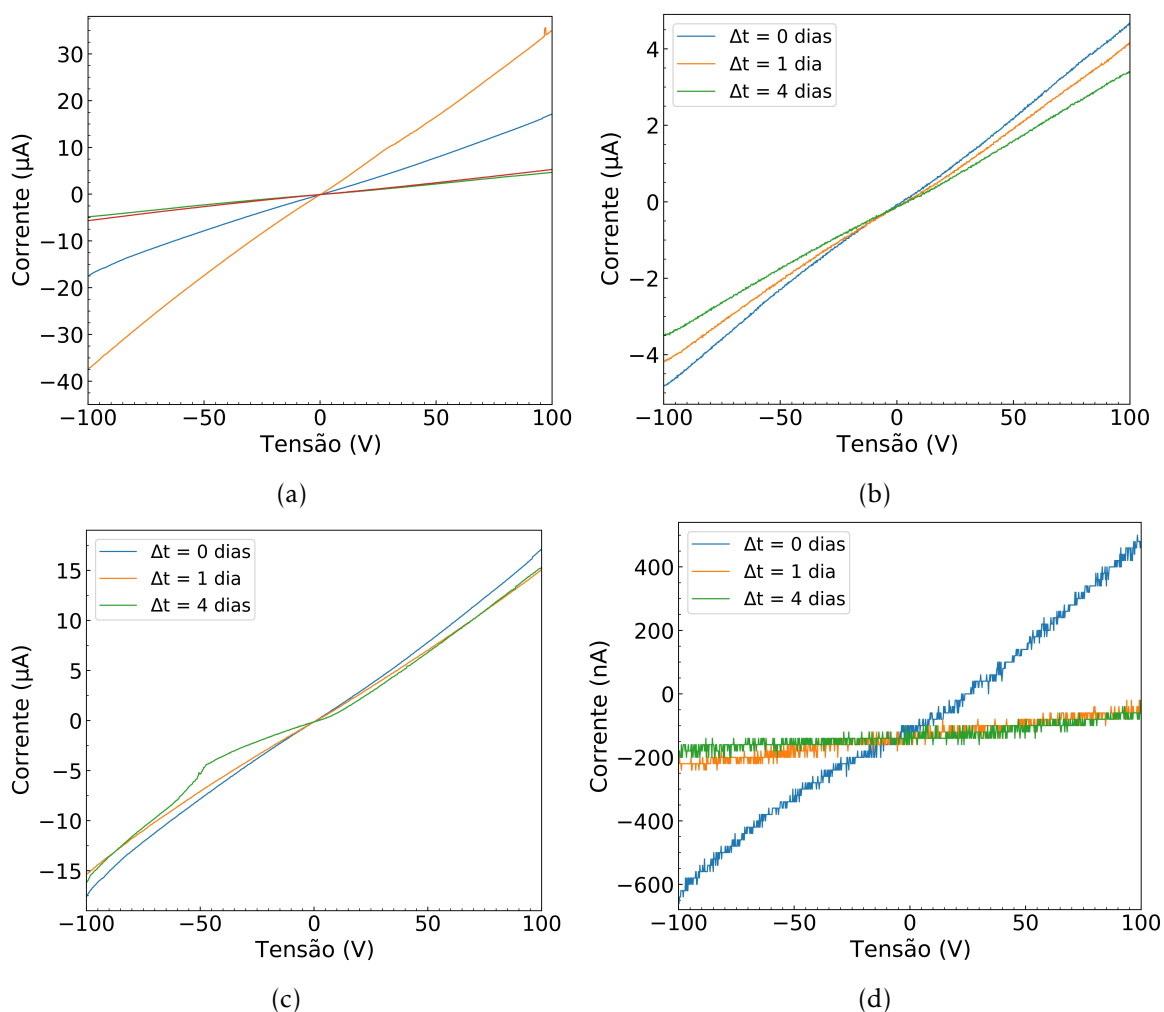 30
20
10
0
−10
−20
−30
−40
Corrente (µA)
−100 −50 0 50 100
Tensão (V)
(a)
Δt = 0 dias
Δt = 1 dia
Δt = 4 dias
4
2
0
−2
−4
Corrente (µA)
−100 −50 0 50 100
Tensão (V)
(b)
Δt = 0 dias
Δt = 1 dia
Δt = 4 dias
15
10
5
0
−5
−10
−15
Corrente (µA)
−100 −50 0 50 100
Tensão (V)
(c)
Δt = 0 dias
Δt = 1 dia
Δt = 4 dias
400
200
0
−200
−400
−600
Corrente (nA)
−100 −50 0 50 100
Tensão (V)
(d)